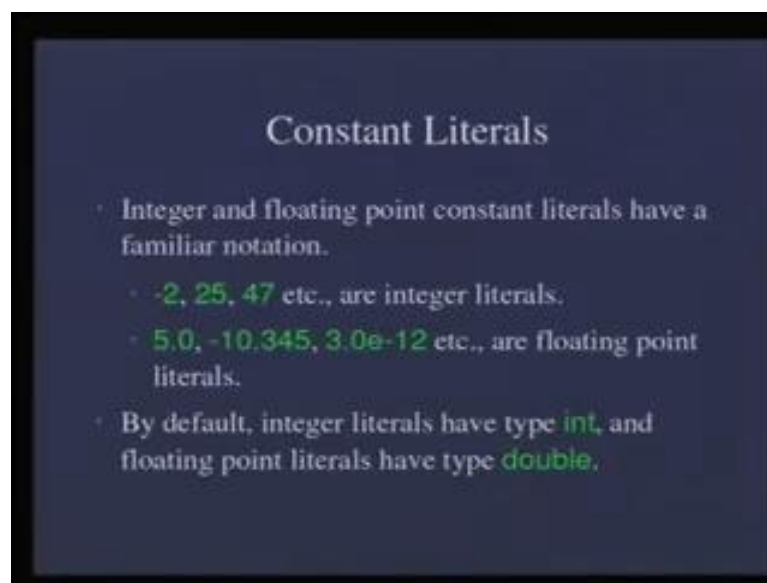 Constant Literals
Integer and floating point constant literals have a
familiar notation.
-2, 25, 47 etc., are integer literals.
5.0, -10.345, 3.0e-12 etc., are floating point
literals.
By default, integer literals have type int, and
floating point literals have type double.